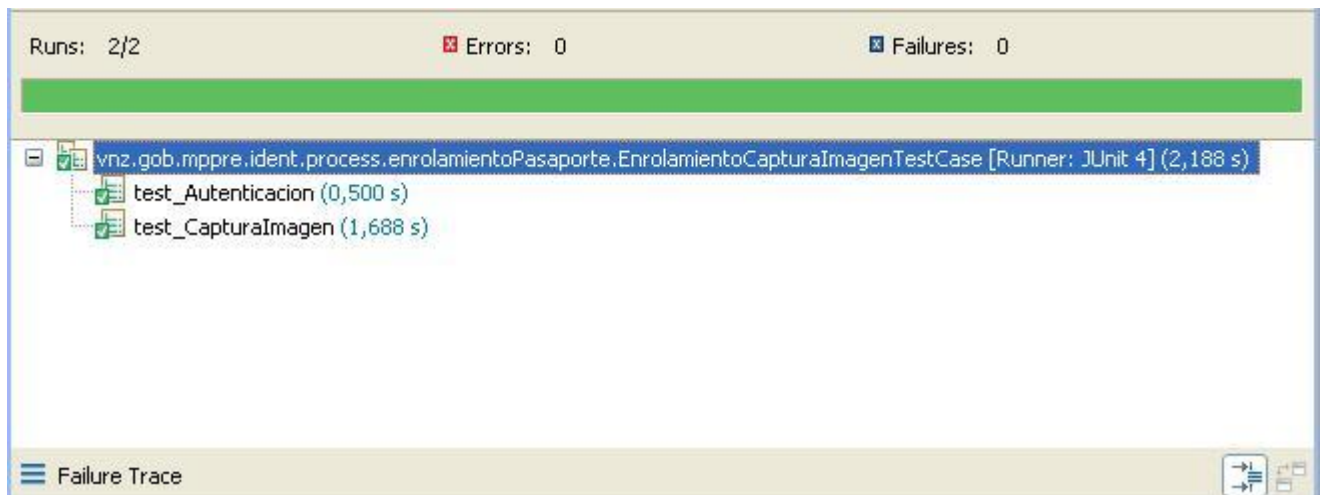 Runs: 2/2 Errors: 0 Failures: 0
vnz.gob.mppre.ident.process.enrolamientoPasaporte.EnrolamientoCapturaImagenTestCase [Runner: JUnit 4] (2,188 s)
test_Autenticacion (0,500 s)
test_CapturaImagen (1,688 s)
Failure Trace